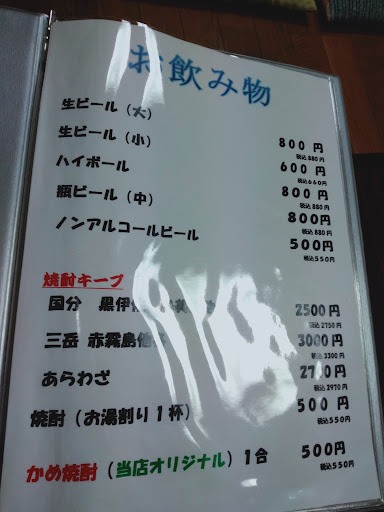 お飲み物
生ビール（大） 800円
税込880円
生ビール（小） 600円
税込660円
ハイボール 800円
税込880円
瓶ビール（中） 800円
税込880円
ノンアルコールビール 500円
税込550円
焼酎キープ
国分 黒伊 2500円
税込2750
三岳 赤霧島他 3000円
税込3300
あらわざ 2700円
税込2970
焼酎（お湯割り1杯） 500円
税込550円
かめ焼酎（当店オリジナル）1合 500円
税込550円